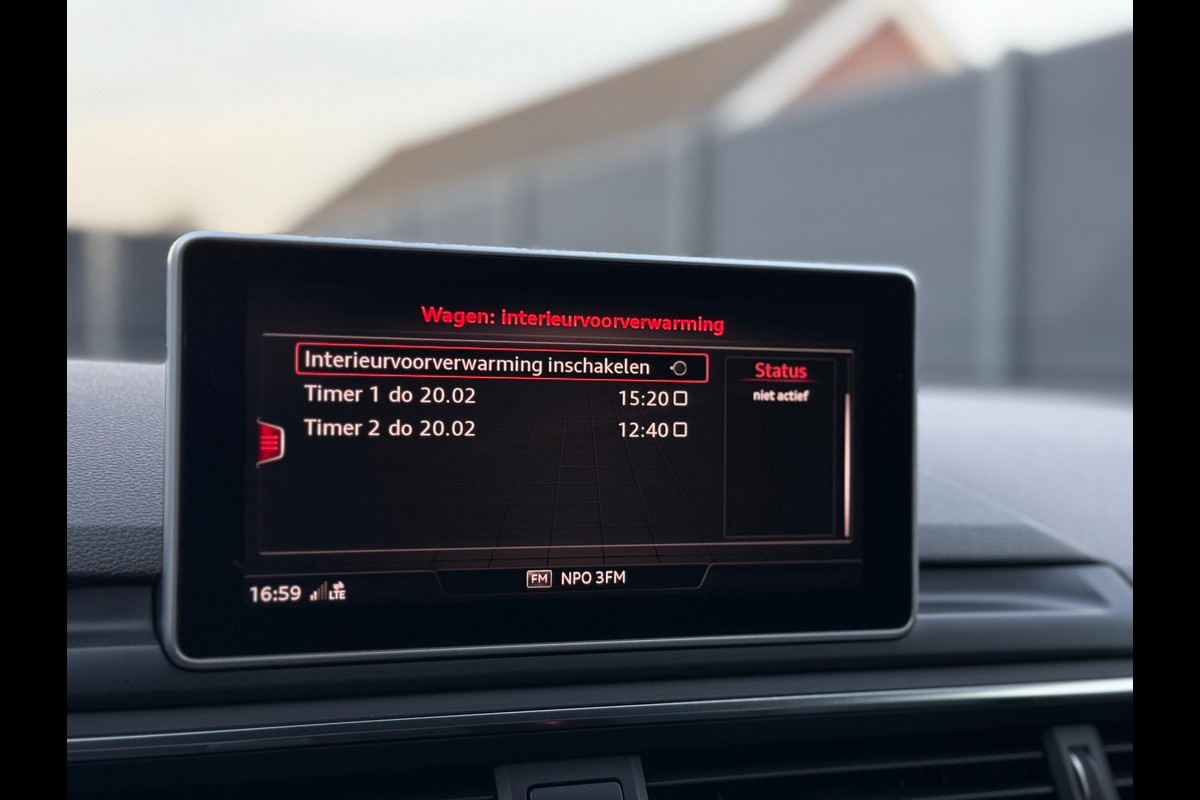 Wagen: interieurvoorverwarming
Interieurvoorverwarming inschakelen
Timer 1 do 20.02 15:20
Timer 2 do 20.02 12:40
Status
niet actief
16:59 LTE
FM NPO 3FM